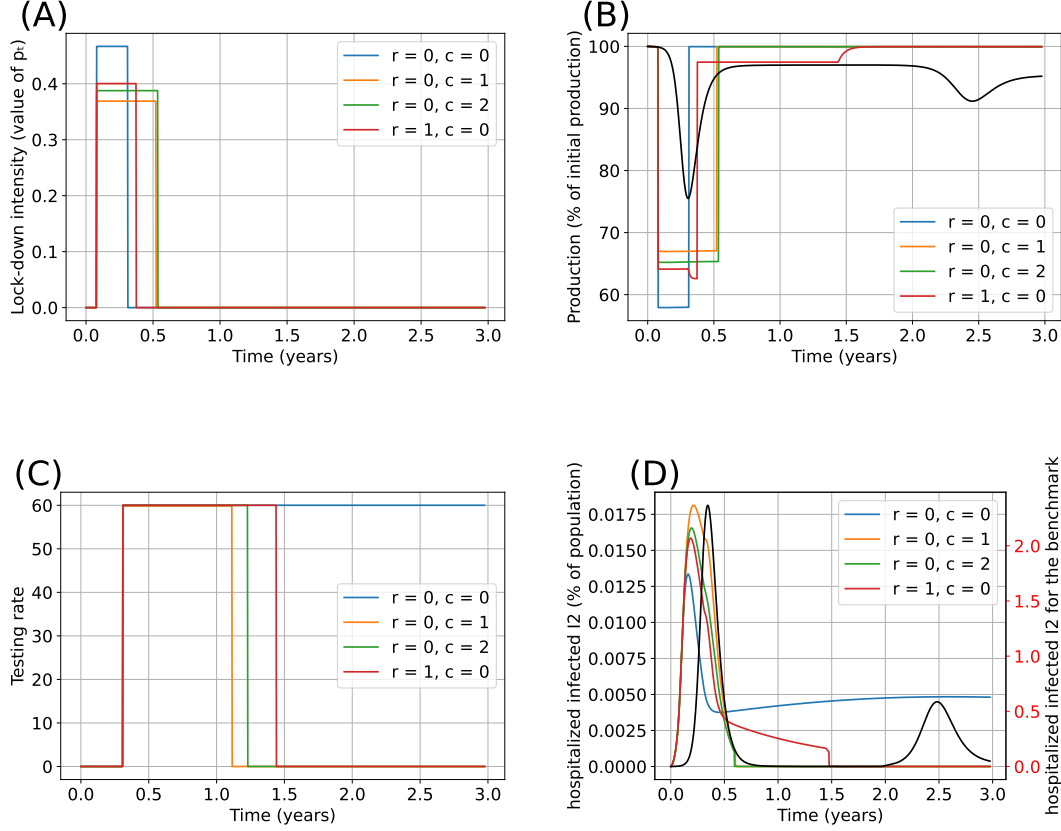 (A)
Lock-down intensity (value of pₜ)
0.4
0.3
0.2
0.1
0.0
0.0 0.5 1.0 1.5 2.0 2.5 3.0
Time (years)
r = 0, c = 0
r = 0, c = 1
r = 0, c = 2
r = 1, c = 0
(B)
Production (% of initial production)
100
90
80
70
60
0.0 0.5 1.0 1.5 2.0 2.5 3.0
Time (years)
r = 0, c = 0
r = 0, c = 1
r = 0, c = 2
r = 1, c = 0
(C)
Testing rate
60
50
40
30
20
10
0
0.0 0.5 1.0 1.5 2.0 2.5 3.0
Time (years)
r = 0, c = 0
r = 0, c = 1
r = 0, c = 2
r = 1, c = 0
(D)
hospitalized infected I2 (% of population)
0.0175
0.0150
0.0125
0.0100
0.0075
0.0050
0.0025
0.0000
0.0 0.5 1.0 1.5 2.0 2.5 3.0
Time (years)
r = 0, c = 0
r = 0, c = 1
r = 0, c = 2
r = 1, c = 0
2.0
1.5
1.0
0.5
0.0
hospitalized infected I2 for the benchmark